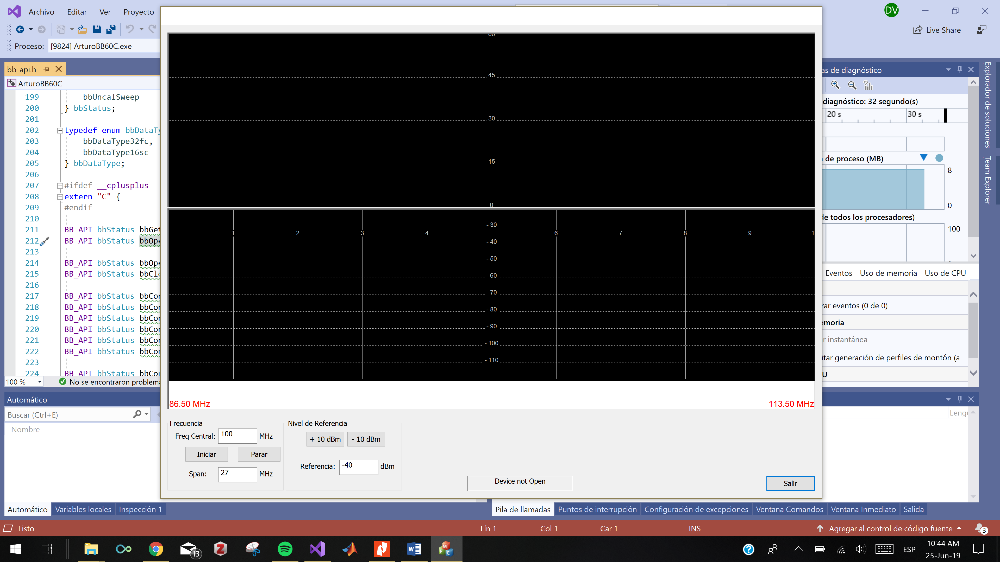 Archivo Editar Ver Proyecto
DV
Live Share
Proceso: [9824] ArturoBB60C.exe
bb_api.h
ArturoBB60C
199 bbUncalSweep
200 } bbStatus;
201
202 typedef enum
203 bbDataType32fc,
204 bbDataType16sc
205 } bbDataType;
206
207 #ifdef __cplusplus
208 extern "C" {
209 #endif
210
211 BB_API bbStatus
212 BB_API bbStatus
213
214 BB_API bbStatus
215 BB_API bbStatus
216
217 BB_API bbStatus
218 BB_API bbStatus
219 BB_API bbStatus
220 BB_API bbStatus
221 BB_API bbStatus
222 BB_API bbStatus
223
224 BB_API bbStatus
100 %
No se encontraron
Automático
Buscar (Ctrl+E)
Nombre
Automático Variables locales Inspección 1
60
45
30
15
0
- 30
1 2 3 4 6 7 8 9 1
- 40
- 50
- 60
- 70
- 80
- 90
- 100
- 110
86.50 MHz 113.50 MHz
Frecuencia
Freq Central: 100 MHz
Iniciar Parar
Span: 27 MHz
Nivel de Referencia
+ 10 dBm - 10 dBm
Referencia: -40 dBm
Device not Open
Salir
de diagnóstico
diagnóstico: 32 segundo(s)
20 s 30 s
de proceso (MB)
8
0
de todos los procesadores)
100
Eventos Uso de memoria Uso de CPU
eventos (0 de 0)
instantánea
generación de perfiles de montón (a
Explorador de soluciones
Team Explorer
Pila de llamadas Puntos de interrupción Configuración de excepciones Ventana Comandos Ventana Inmediato Salida
Listo Lín 1 Col 1 Car 1 INS Agregar al control de código fuente 3
13
ESP
10:44 AM
25-Jun-19